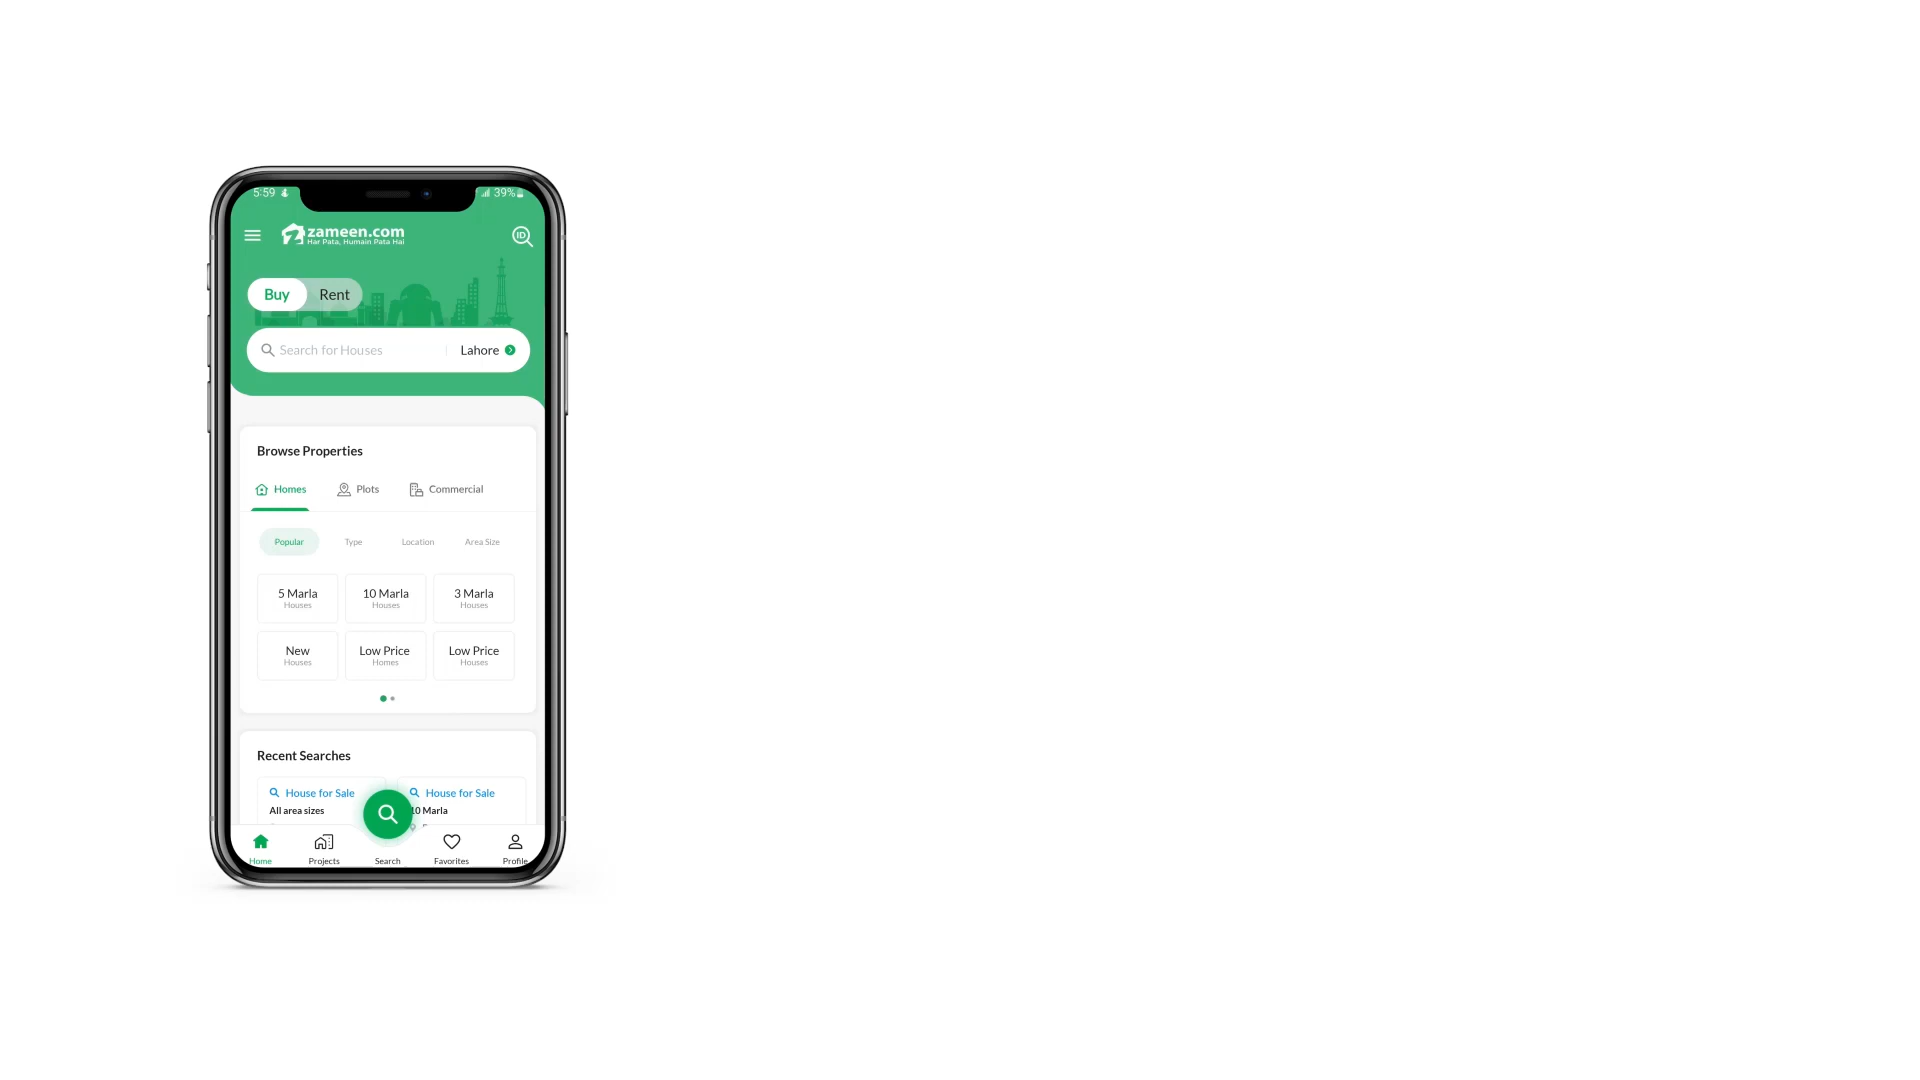 5:59
39%
zameen.com
Har Pata, Humain Pata Hai
ID
Buy Rent
Search for Houses Lahore
Browse Properties
Homes Plots Commercial
Popular Type Location Area Size
5 Marla 10 Marla 3 Marla
Houses Houses Houses
New Low Price Low Price
Houses Homes Houses
Recent Searches
House for Sale House for Sale
All area sizes 10 Marla
Home Projects Search Favorites Profile